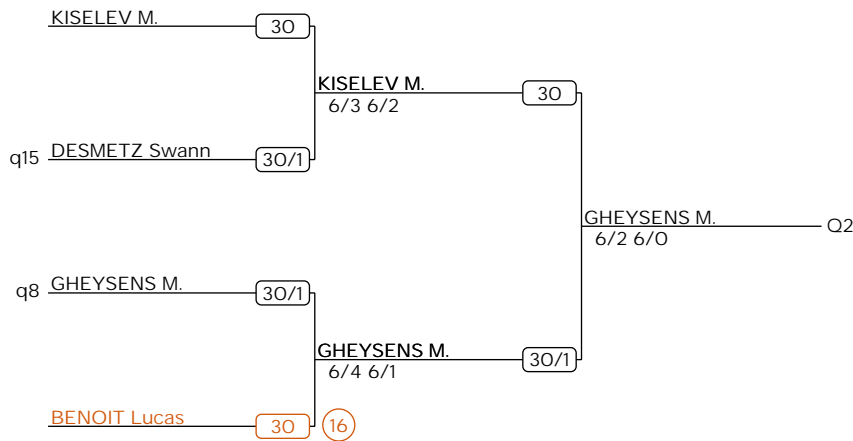 KISELEV M. 30
KISELEV M. 30
6/3 6/2
q15 DESMETZ Swann 30/1
GHEYSENS M. Q2
6/2 6/0
q8 GHEYSENS M. 30/1
GHEYSENS M. 30/1
6/4 6/1
BENOIT Lucas 30 16